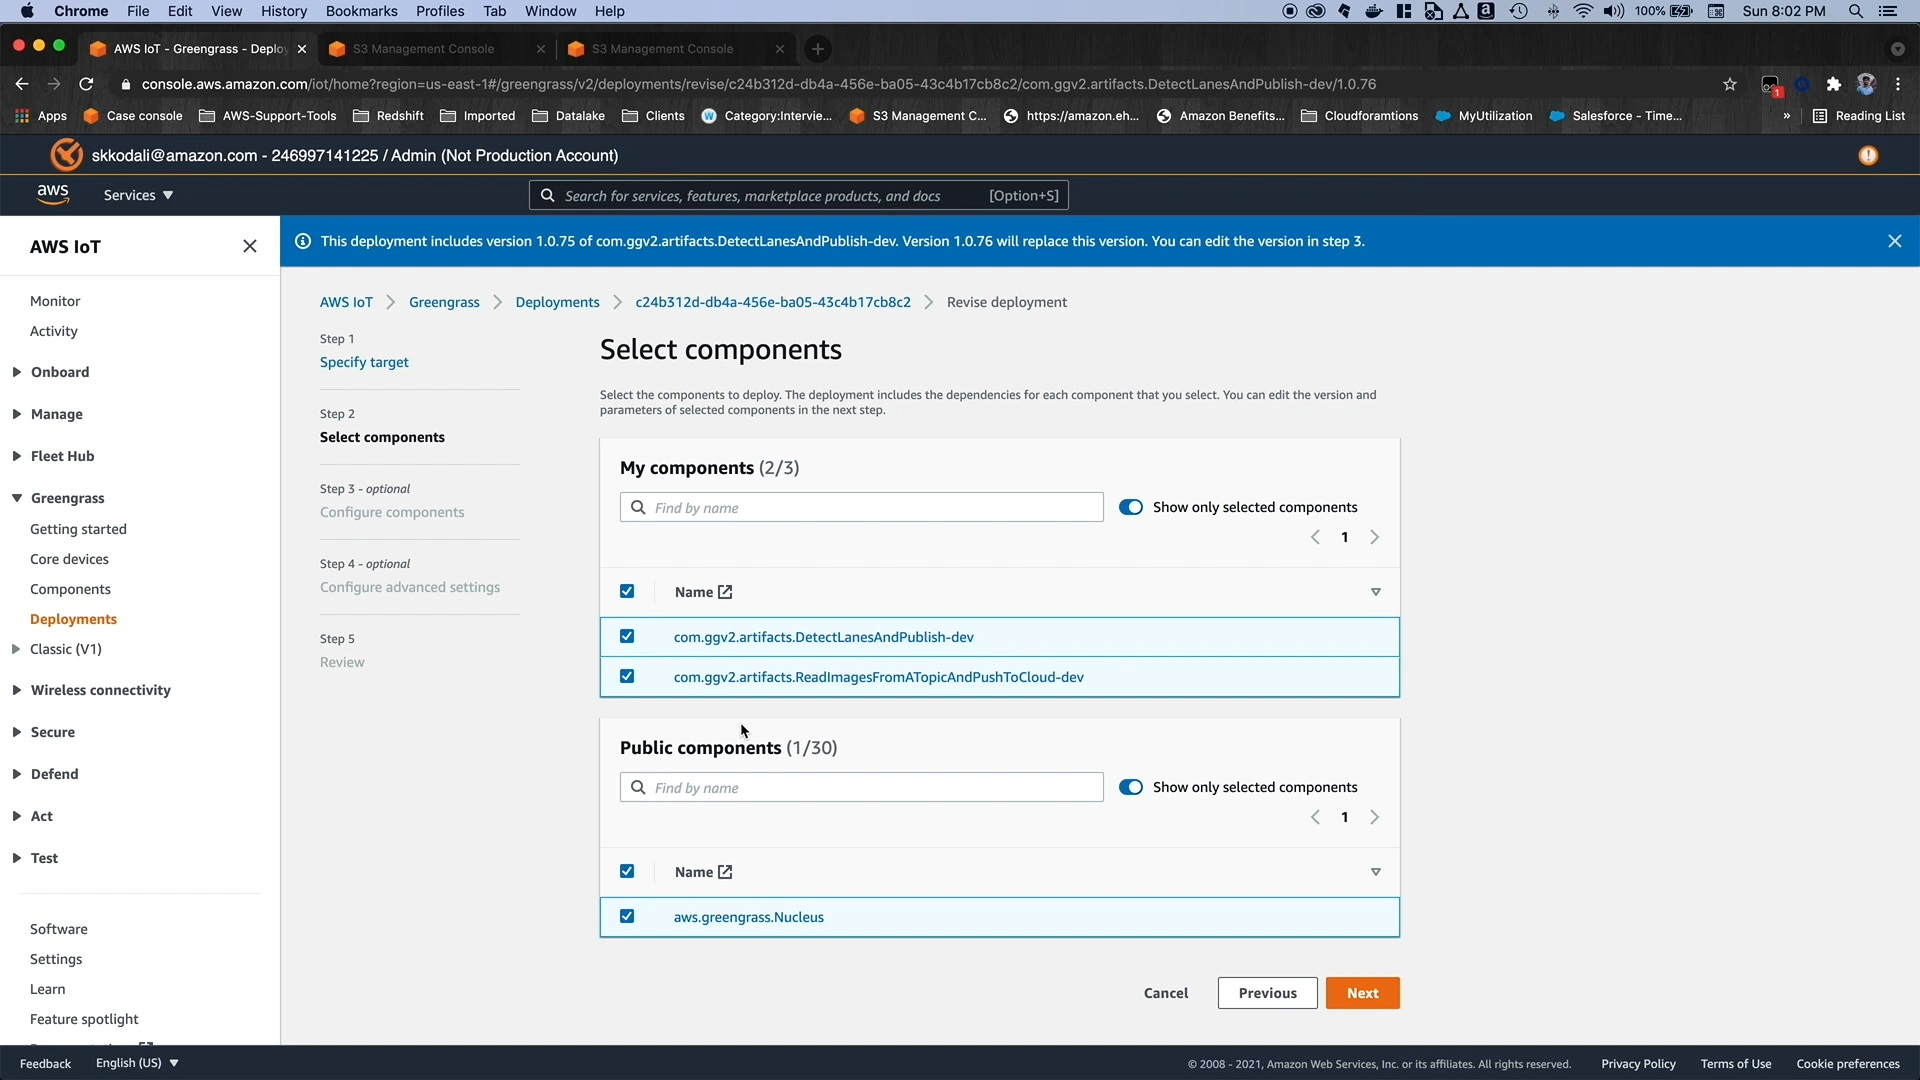 Chrome File Edit View History Bookmarks Profiles Tab Window Help
100% Sun 8:02 PM
AWS IoT - Greengrass - Deplo
S3 Management Console
S3 Management Console
console.aws.amazon.com/iot/home?region=us-east-1#/greengrass/v2/deployments/revise/c24b312d-db4a-456e-ba05-43c4b17cb8c2/com.ggv2.artifacts.DetectLanesAndPublish-dev/1.0.76
1
Apps Case console AWS-Support-Tools Redshift Imported Datalake Clients Category:Intervie... S3 Management C... https://amazon.eh... Amazon Benefits... Cloudforamtions MyUtilization Salesforce - Time... » Reading List
skkodali@amazon.com - 246997141225 / Admin (Not Production Account)
aws Services Search for services, features, marketplace products, and docs [Option+S]
AWS IoT
Monitor
Activity
Onboard
Manage
Fleet Hub
Greengrass
Getting started
Core devices
Components
Deployments
Classic (V1)
Wireless connectivity
Secure
Defend
Act
Test
Software
Settings
Learn
Feature spotlight
This deployment includes version 1.0.75 of com.ggv2.artifacts.DetectLanesAndPublish-dev. Version 1.0.76 will replace this version. You can edit the version in step 3.
AWS IoT Greengrass Deployments c24b312d-db4a-456e-ba05-43c4b17cb8c2 Revise deployment
Step 1
Specify target
Step 2
Select components
Step 3 - optional
Configure components
Step 4 - optional
Configure advanced settings
Step 5
Review
Select components
Select the components to deploy. The deployment includes the dependencies for each component that you select. You can edit the version and
parameters of selected components in the next step.
My components (2/3)
Find by name
Show only selected components
1
Name
com.ggv2.artifacts.DetectLanesAndPublish-dev
com.ggv2.artifacts.ReadImagesFromATopicAndPushToCloud-dev
Public components (1/30)
Find by name
Show only selected components
1
Name
aws.greengrass.Nucleus
Cancel Previous Next
Feedback English (US)
© 2008 - 2021, Amazon Web Services, Inc. or its affiliates. All rights reserved. Privacy Policy Terms of Use Cookie preferences